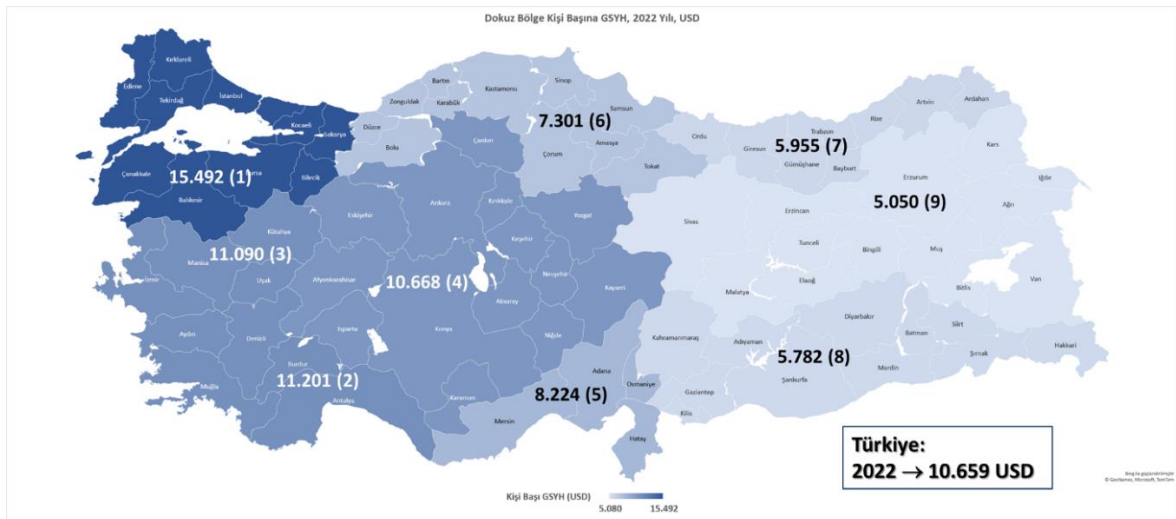 Dokuz Bölge Kişi Başına GSYH, 2022 Yılı, USD
Kırklareli
Edirne
Tekirdağ
İstanbul
Kocaeli
Sakarya
Çanakkale
15.492 (1)
Bilecik
Balıkesir
Bartın
Kastamonu
Sinop
Zonguldak
Karabük
Samsun
Düzce
7.301 (6)
Bolu
Çankırı
Çorum
Amasya
Tokat
Ordu
Giresun
Trabzon
5.955 (7)
Gümüşhane
Bayburt
Rize
Artvin
Ardahan
Kars
Erzurum
Iğdır
5.050 (9)
Ağrı
Kütahya
Eskişehir
Ankara
Kırıkkale
Yozgat
Sivas
Erzincan
11.090 (3)
Manisa
İzmir
Uşak
Afyonkarahisar
10.668 (4)
Kırşehir
Nevşehir
Aksaray
Kayseri
Tunceli
Bingöl
Muş
Van
Elazığ
Bitlis
Malatya
Aydın
Denizli
Isparta
Konya
Niğde
Kahramanmaraş
Adıyaman
Diyarbakır
Batman
Siirt
Hakkari
Şırnak
Burdur
5.782 (8)
Mardin
Muğla
11.201 (2)
Antalya
Karaman
Adana
Osmaniye
Gaziantep
Şanlıurfa
8.224 (5)
Mersin
Kilis
Hatay
Türkiye:
2022 → 10.659 USD
Bing ile güçlendirilmiştir
© GeoNames, Microsoft, TomTom
Kişi Başı GSYH (USD)
5.080 15.492